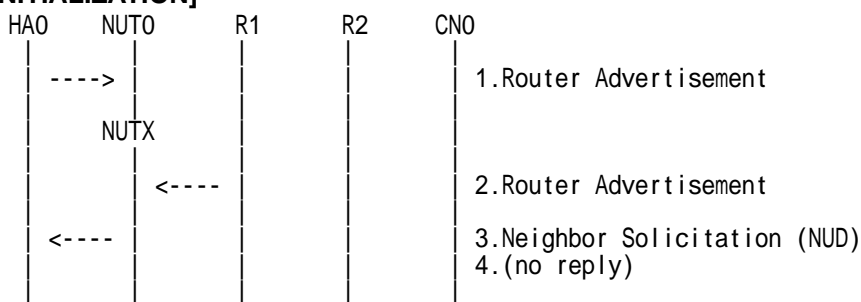 NITIALIZATION]
HA0 NUT0 R1 R2 CN0
----> 1.Router Advertisement
NUTX
<---- 2.Router Advertisement
<---- 3.Neighbor Solicitation (NUD)
4.(no reply)